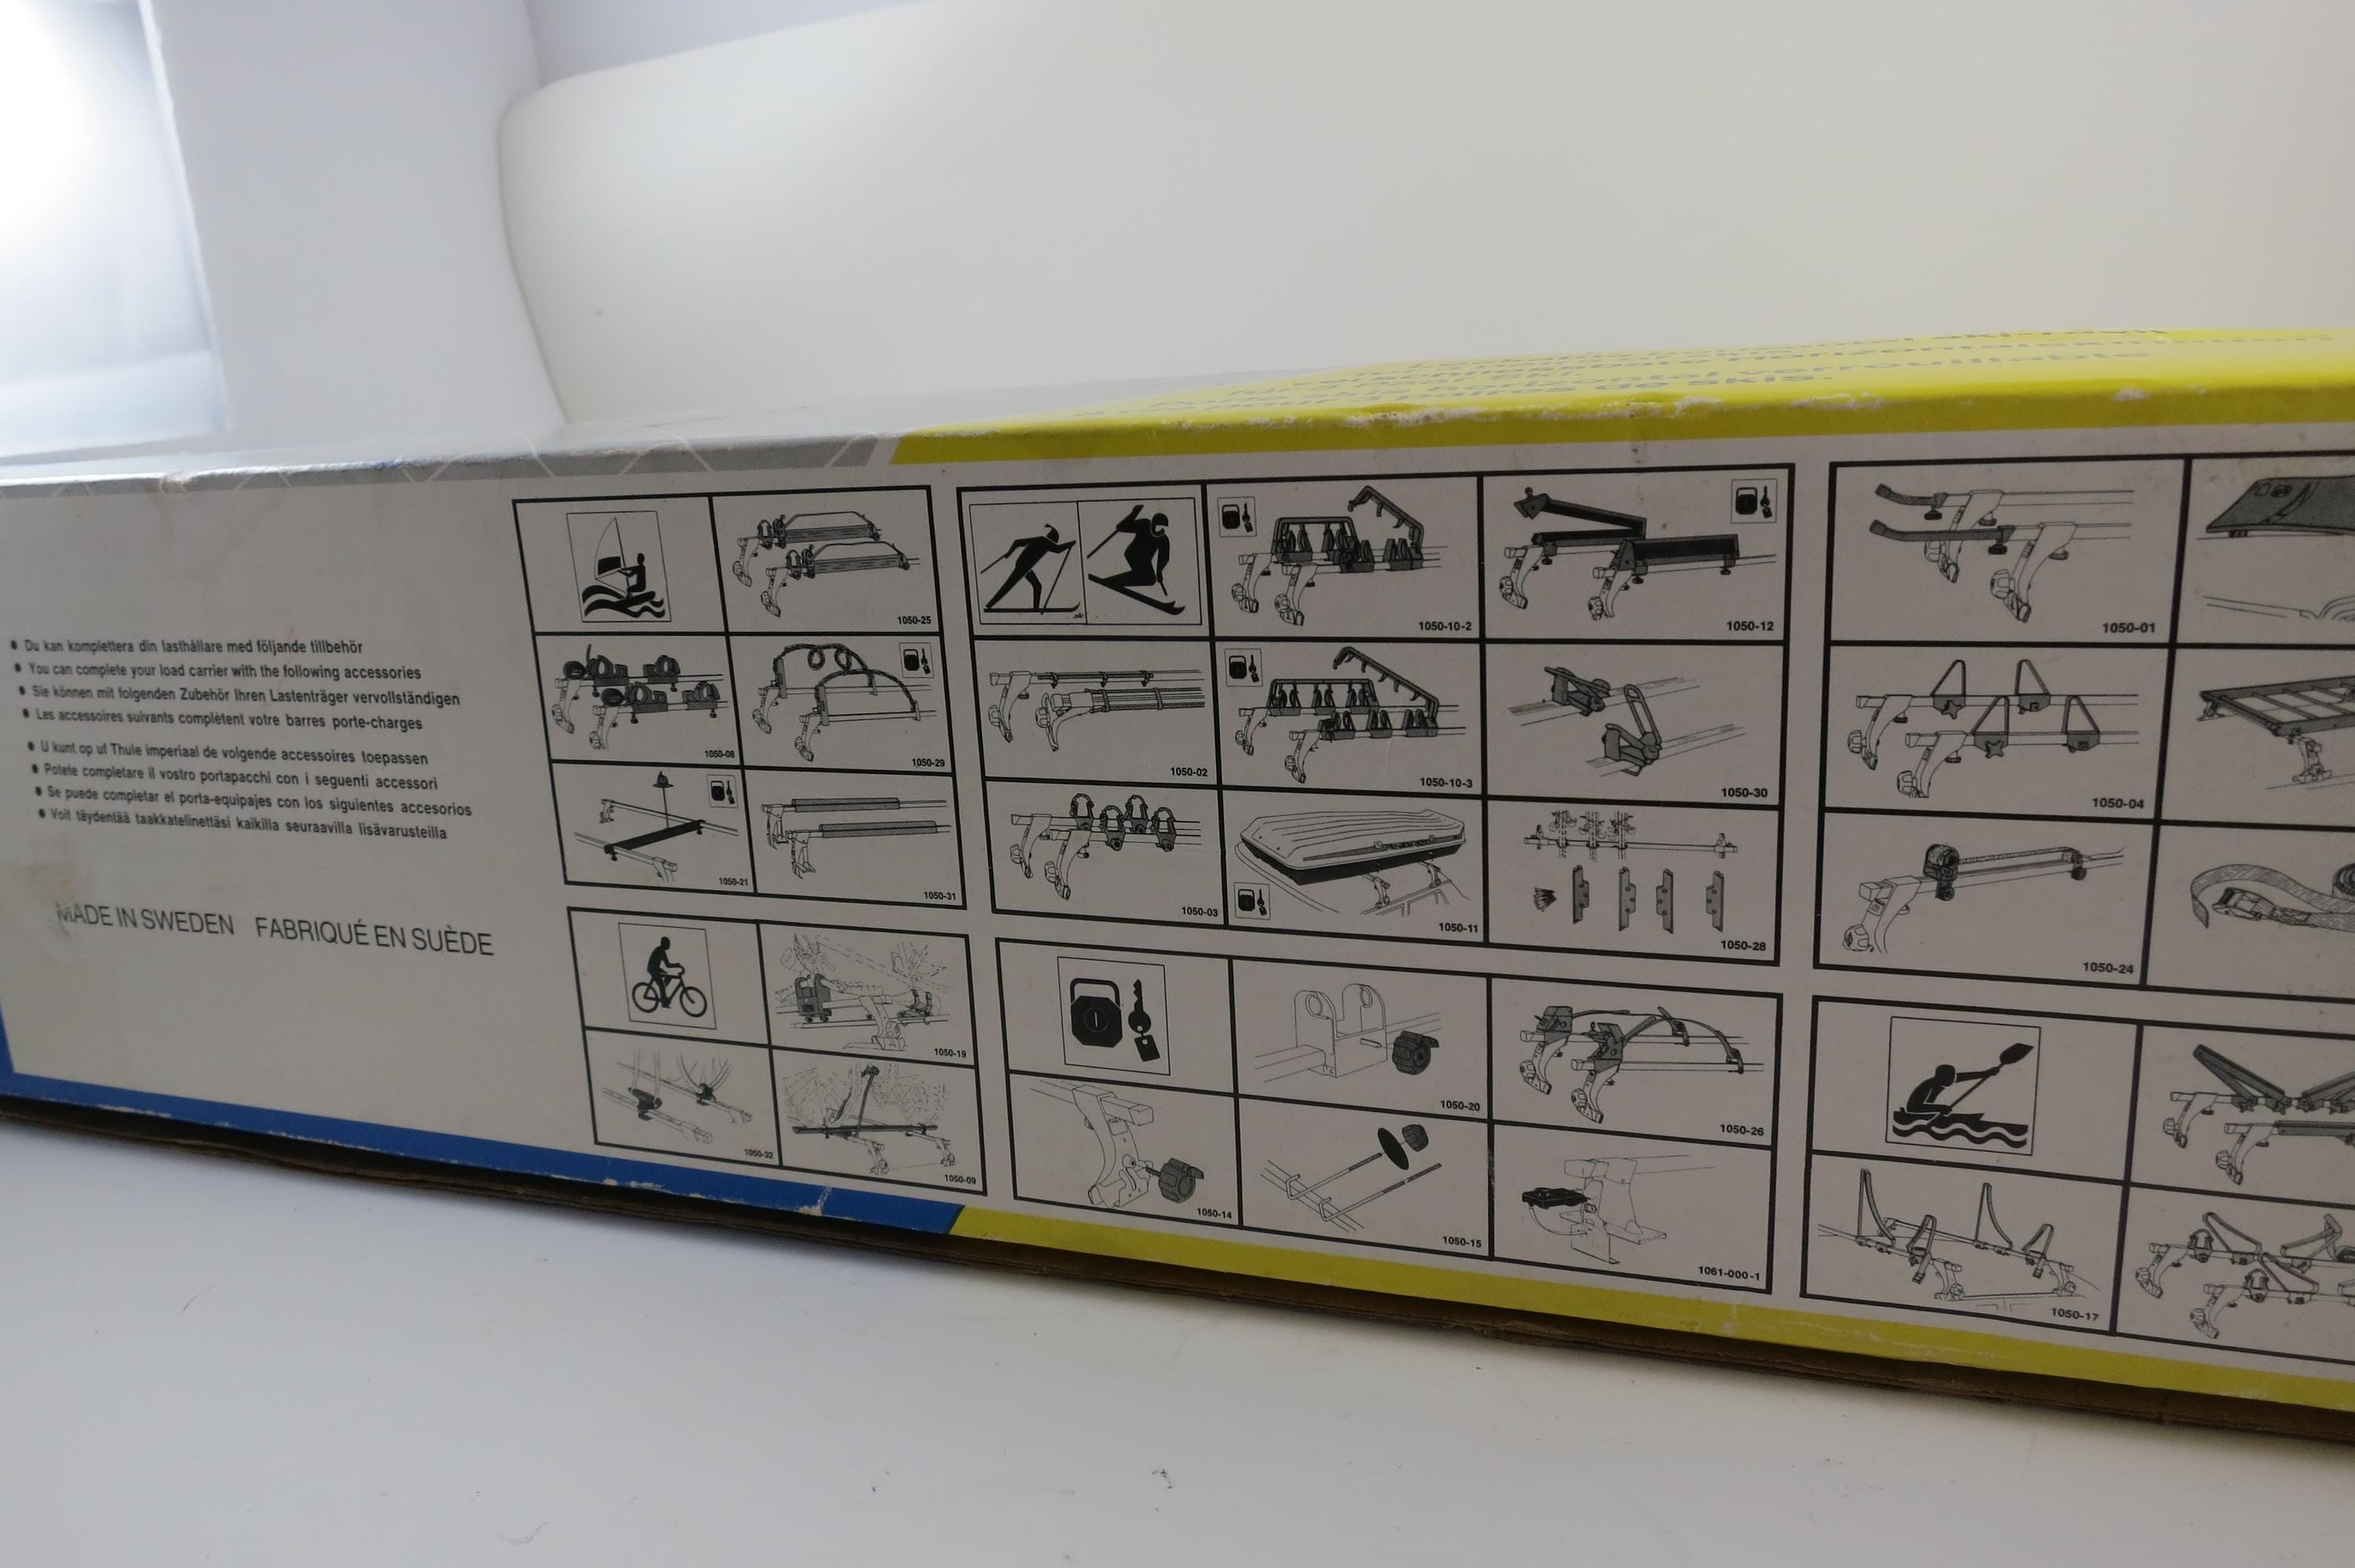 Du kan komplettera din lasthållare med följande tillbehör
You can complete your load carrier with the following accessories
Sie können mit folgenden Zubehör Ihren Lastenträger vervollständigen
Les accessoires suivants complètent votre barres porte-charges
U kunt op uf Thule imperiaal de volgende accessoires toepassen
Potete completare il vostro portapacchi con i seguenti accessori
Se puede completar el porta-equipajes con los siguientes accesorios
Voit täydentää taakkatelinettäsi kaikilla seuraavilla lisävarusteilla
MADE IN SWEDEN FABRIQUÉ EN SUÈDE
1050-25
1050-08
1050-29
1050-21
1050-31
1050-19
1050-32
1050-09
1050-10-2
1050-12
1050-02
1050-10-3
1050-30
1050-03
1050-11
1050-28
1050-20
1050-26
1050-14
1050-15
1061-000-1
1050-01
1050-04
1050-24
1050-17
horizontal verrouillable
de skis.